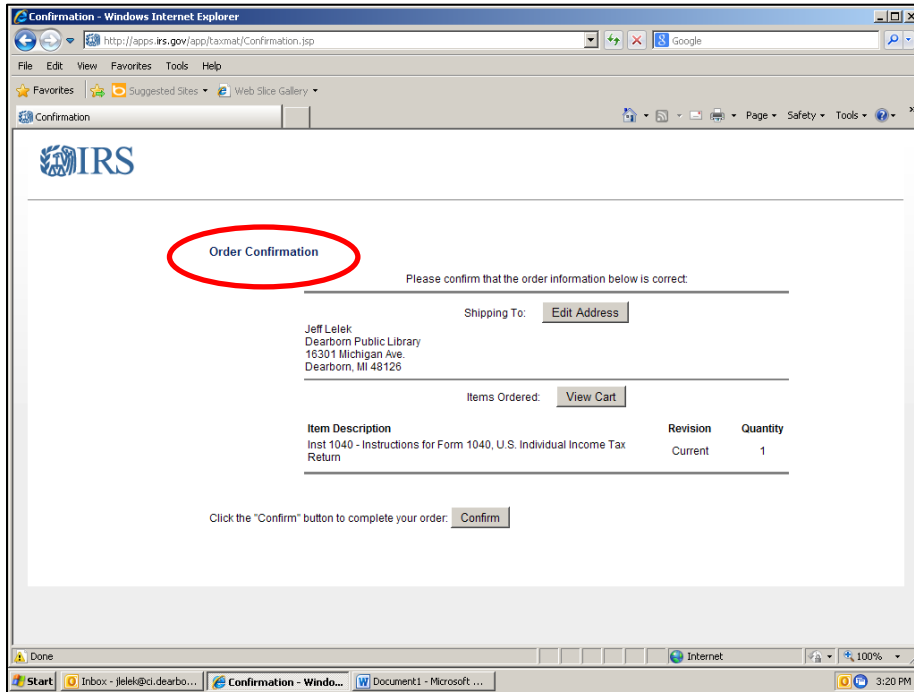 Confirmation - Windows Internet Explorer
http://apps.irs.gov/app/taxmat/Confirmation.jsp
Google
File Edit View Favorites Tools Help
Favorites Suggested Sites Web Slice Gallery
Confirmation
Page Safety Tools
IRS
Order Confirmation
Please confirm that the order information below is correct:
Shipping To: Edit Address
Jeff Lelek
Dearborn Public Library
16301 Michigan Ave.
Dearborn, MI 48126
Items Ordered: View Cart
Item Description Revision Quantity
Inst 1040 - Instructions for Form 1040, U.S. Individual Income Tax
Return Current 1
Click the "Confirm" button to complete your order: Confirm
Done Internet 100%
Start Inbox - jlelek@ci.dearbo... Confirmation - Windo... Document1 - Microsoft ... 3:20 PM